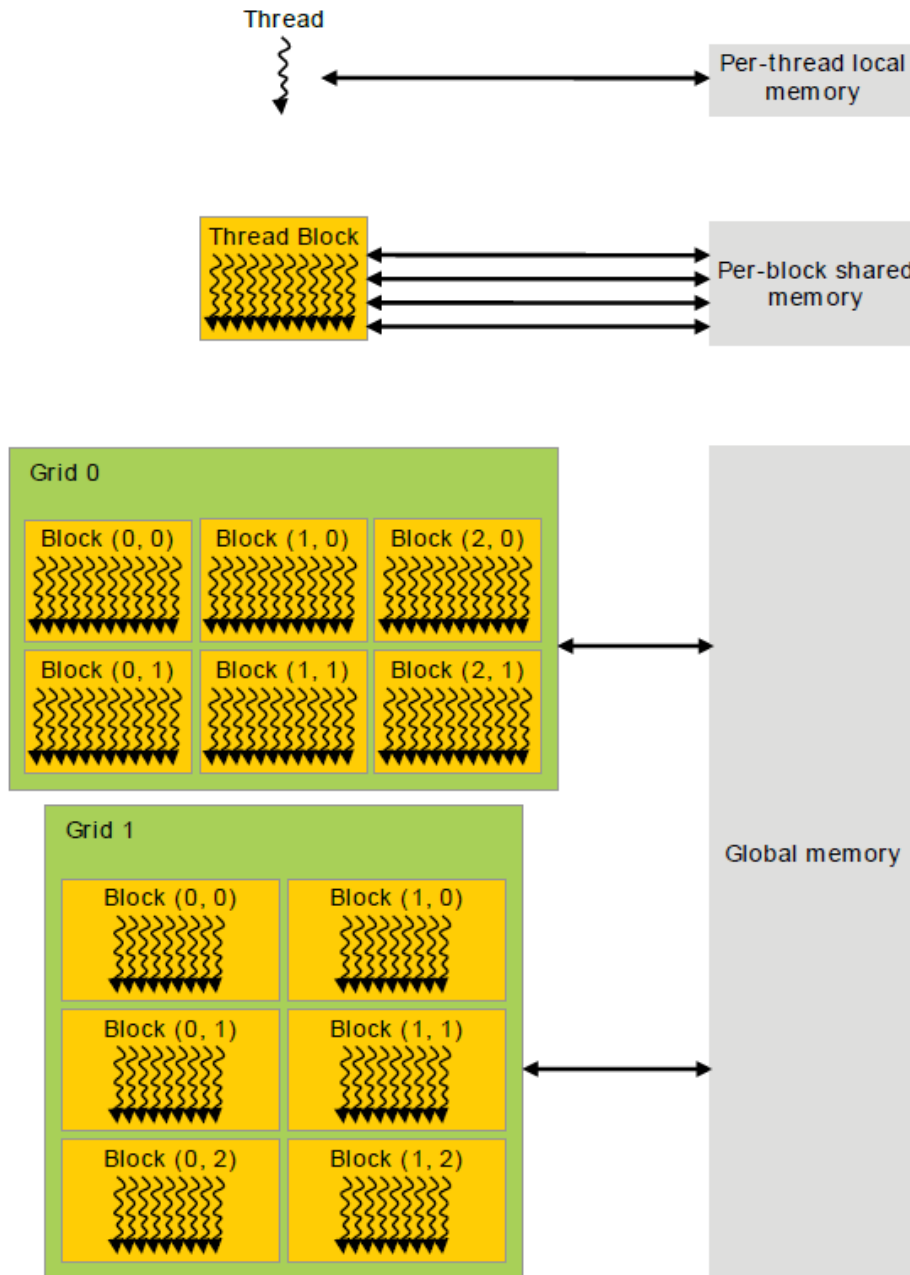 Thread
Per-thread local
memory
Thread Block
Per-block shared
memory
Grid 0
Block (0, 0)
Block (1, 0)
Block (2, 0)
Block (0, 1)
Block (1, 1)
Block (2, 1)
Grid 1
Global memory
Block (0, 0)
Block (1, 0)
Block (0, 1)
Block (1, 1)
Block (0, 2)
Block (1, 2)